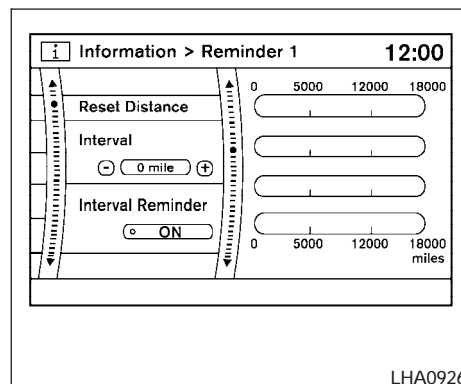 i Information > Reminder 1 12:00
0 5000 12000 18000
Reset Distance
Interval
- 0 mile +
Interval Reminder
ON
0 5000 12000 18000
miles
LHA0926